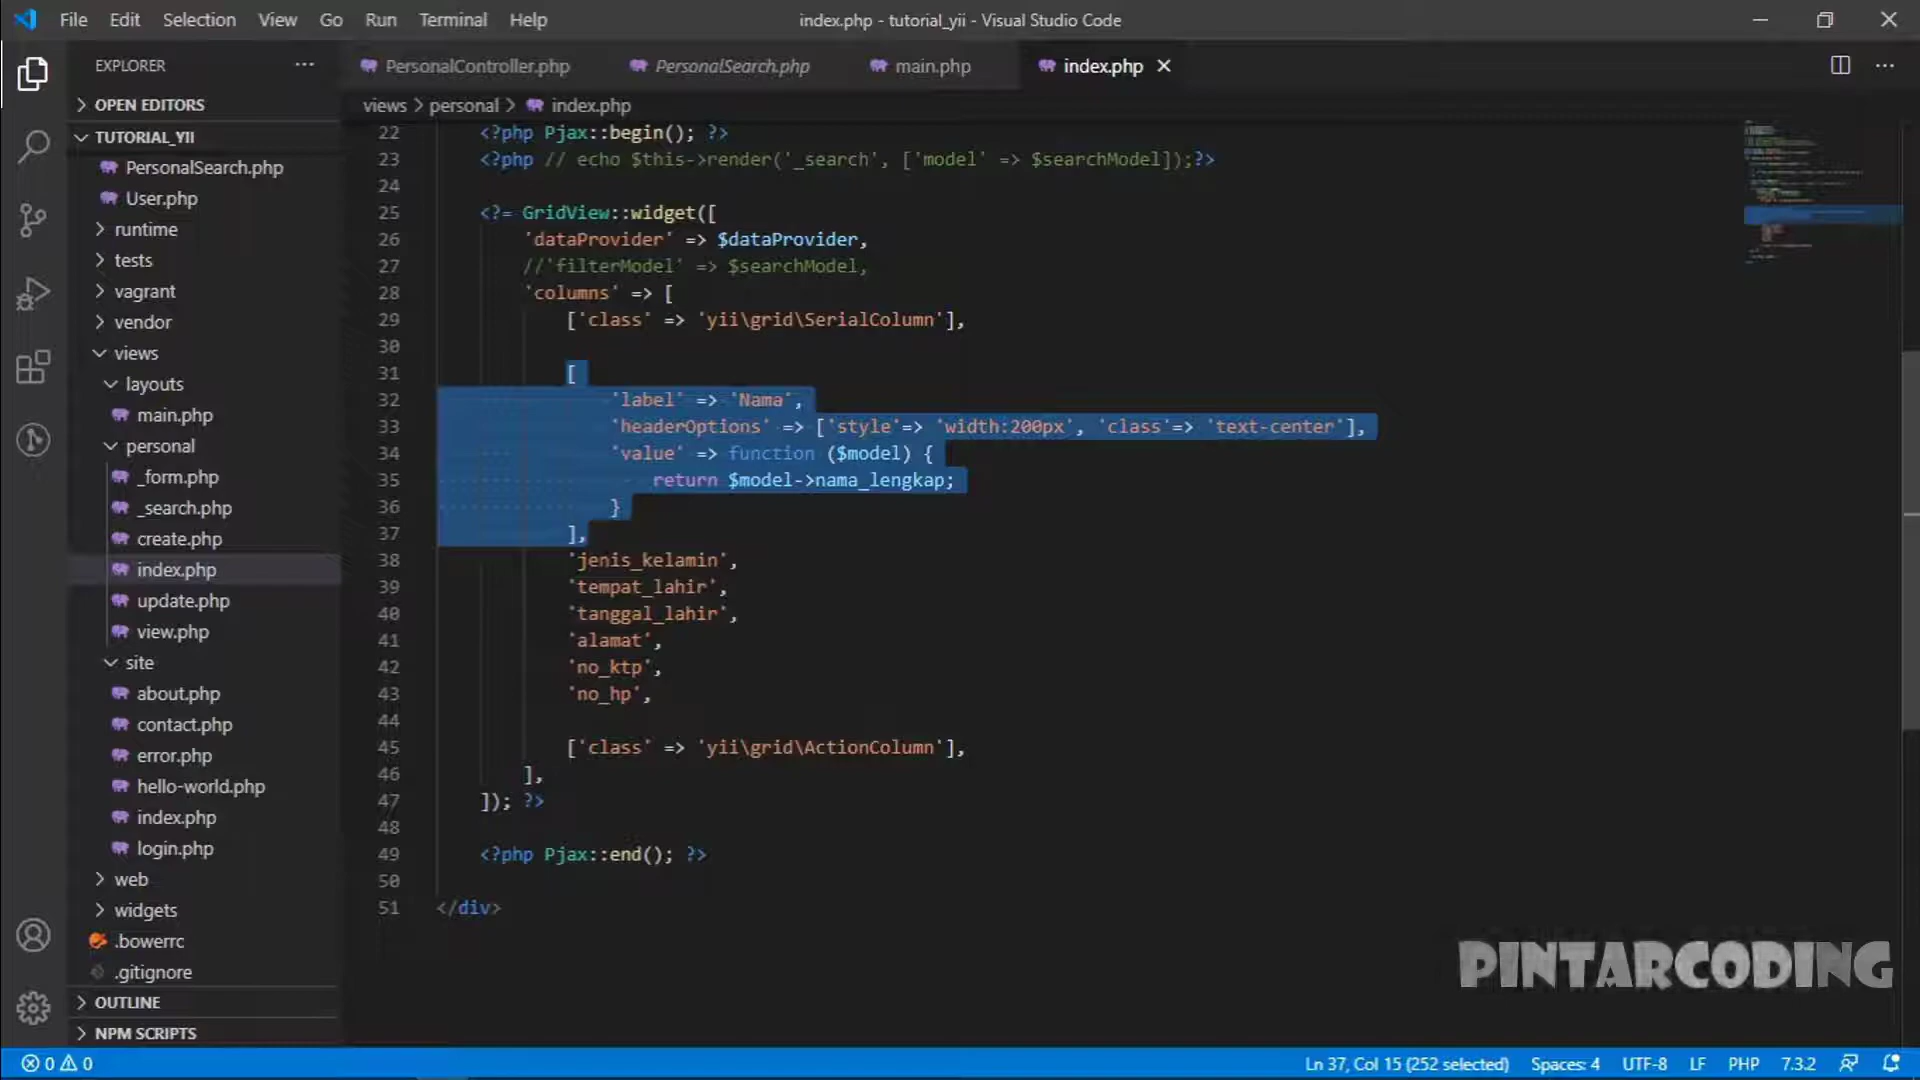 File Edit Selection View Go Run Terminal Help
index.php - tutorial_yii - Visual Studio Code
EXPLORER
PersonalController.php
PersonalSearch.php
main.php
index.php
OPEN EDITORS
views > personal > index.php
TUTORIAL_YII
PersonalSearch.php
User.php
runtime
tests
vagrant
vendor
views
layouts
main.php
personal
_form.php
_search.php
create.php
index.php
update.php
view.php
site
about.php
contact.php
error.php
hello-world.php
index.php
login.php
web
widgets
.bowerrc
.gitignore
OUTLINE
NPM SCRIPTS
22 <?php Pjax::begin(); ?>
23 <?php // echo $this->render('_search', ['model' => $searchModel]);?>
24
25 <?= GridView::widget([
26 'dataProvider' => $dataProvider,
27 //'filterModel' => $searchModel,
28 'columns' => [
29 ['class' => 'yii\grid\SerialColumn'],
30
31 [
32 'label' => 'Nama',
33 'headerOptions' => ['style'=> 'width:200px', 'class'=> 'text-center'],
34 'value' => function ($model) {
35 return $model->nama_lengkap;
36 }
37 ],
38 'jenis_kelamin',
39 'tempat_lahir',
40 'tanggal_lahir',
41 'alamat',
42 'no_ktp',
43 'no_hp',
44
45 ['class' => 'yii\grid\ActionColumn'],
46 ],
47 ]); ?>
48
49 <?php Pjax::end(); ?>
50
51 </div>
PINTARCODING
0 0
Ln 37, Col 15 (252 selected) Spaces: 4 UTF-8 LF PHP 7.3.2